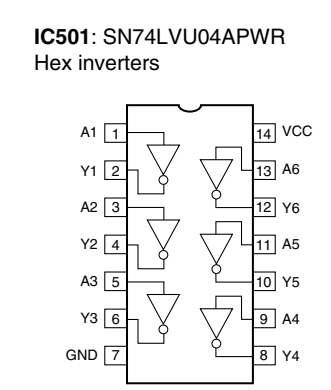 IC501: SN74LVU04APWR
Hex inverters
A1 1 14 VCC
Y1 2 13 A6
A2 3 12 Y6
Y2 4 11 A5
A3 5 10 Y5
Y3 6 9 A4
GND 7 8 Y4